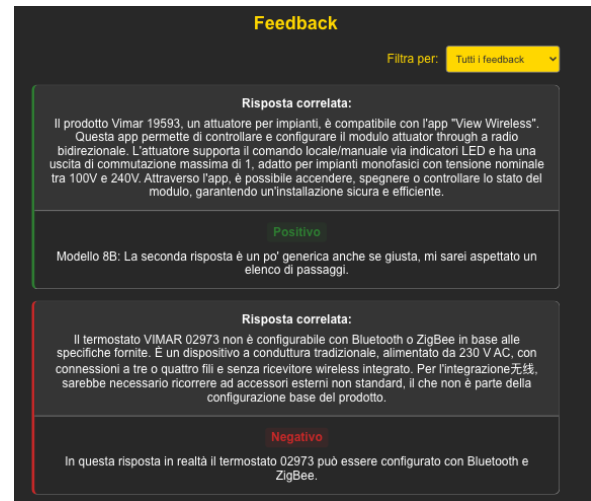 Feedback
Filtra per: Tutti i feedback
Risposta correlata:
Il prodotto Vimar 19593, un attuatore per impianti, è compatibile con l'app "View Wireless".
Questa app permette di controllare e configurare il modulo attuator through a radio
bidirezionale. L'attuatore supporta il comando locale/manuale via indicatori LED e ha una
uscita di commutazione massima di 1, adatto per impianti monofasici con tensione nominale
tra 100V e 240V. Attraverso l'app, è possibile accendere, spegnere o controllare lo stato del
modulo, garantendo un'installazione sicura e efficiente.
Positivo
Modello 8B: La seconda risposta è un po' generica anche se giusta, mi sarei aspettato un
elenco di passaggi.
Risposta correlata:
Il termostato VIMAR 02973 non è configurabile con Bluetooth o ZigBee in base alle
specifiche fornite. È un dispositivo a conduttura tradizionale, alimentato da 230 V AC, con
connessioni a tre o quattro fili e senza ricevitore wireless integrato. Per l'integrazione无线,
sarebbe necessario ricorrere ad accessori esterni non standard, il che non è parte della
configurazione base del prodotto.
Negativo
In questa risposta in realtà il termostato 02973 può essere configurato con Bluetooth e
ZigBee.